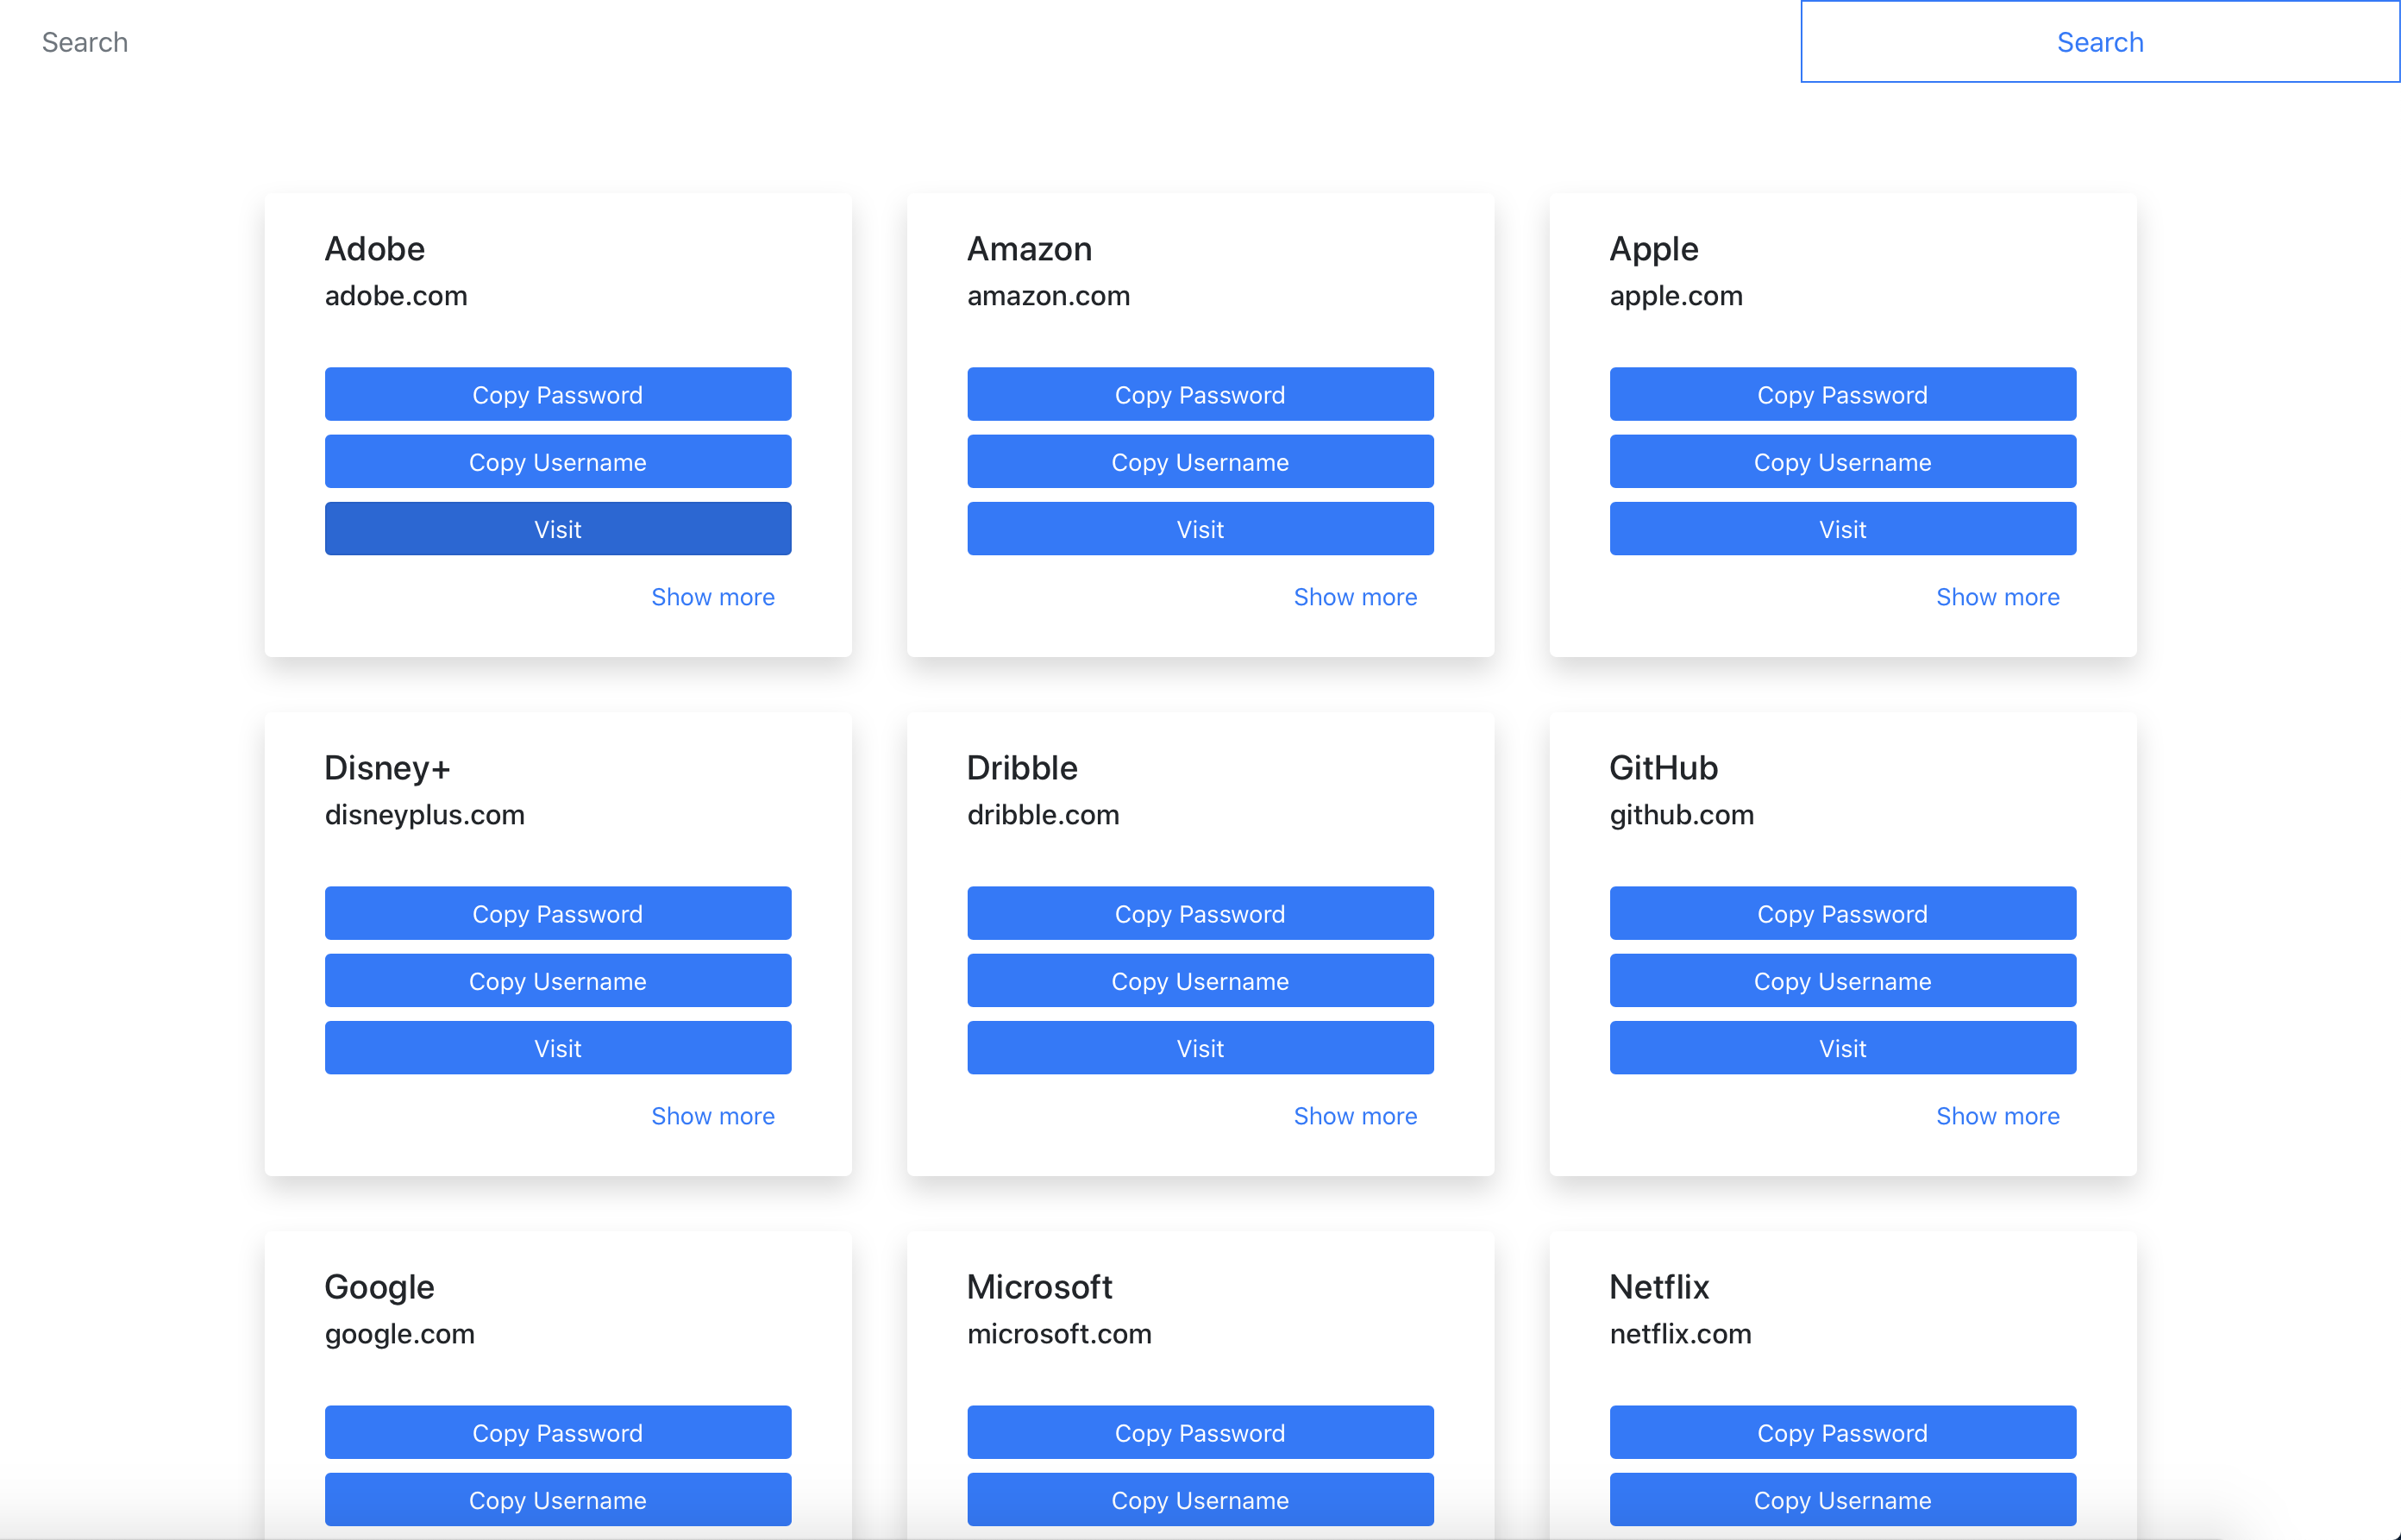 Search
Search
Adobe
adobe.com
Copy Password
Copy Username
Visit
Show more
Amazon
amazon.com
Copy Password
Copy Username
Visit
Show more
Apple
apple.com
Copy Password
Copy Username
Visit
Show more
Disney+
disneyplus.com
Copy Password
Copy Username
Visit
Show more
Dribble
dribble.com
Copy Password
Copy Username
Visit
Show more
GitHub
github.com
Copy Password
Copy Username
Visit
Show more
Google
google.com
Copy Password
Copy Username
Microsoft
microsoft.com
Copy Password
Copy Username
Netflix
netflix.com
Copy Password
Copy Username